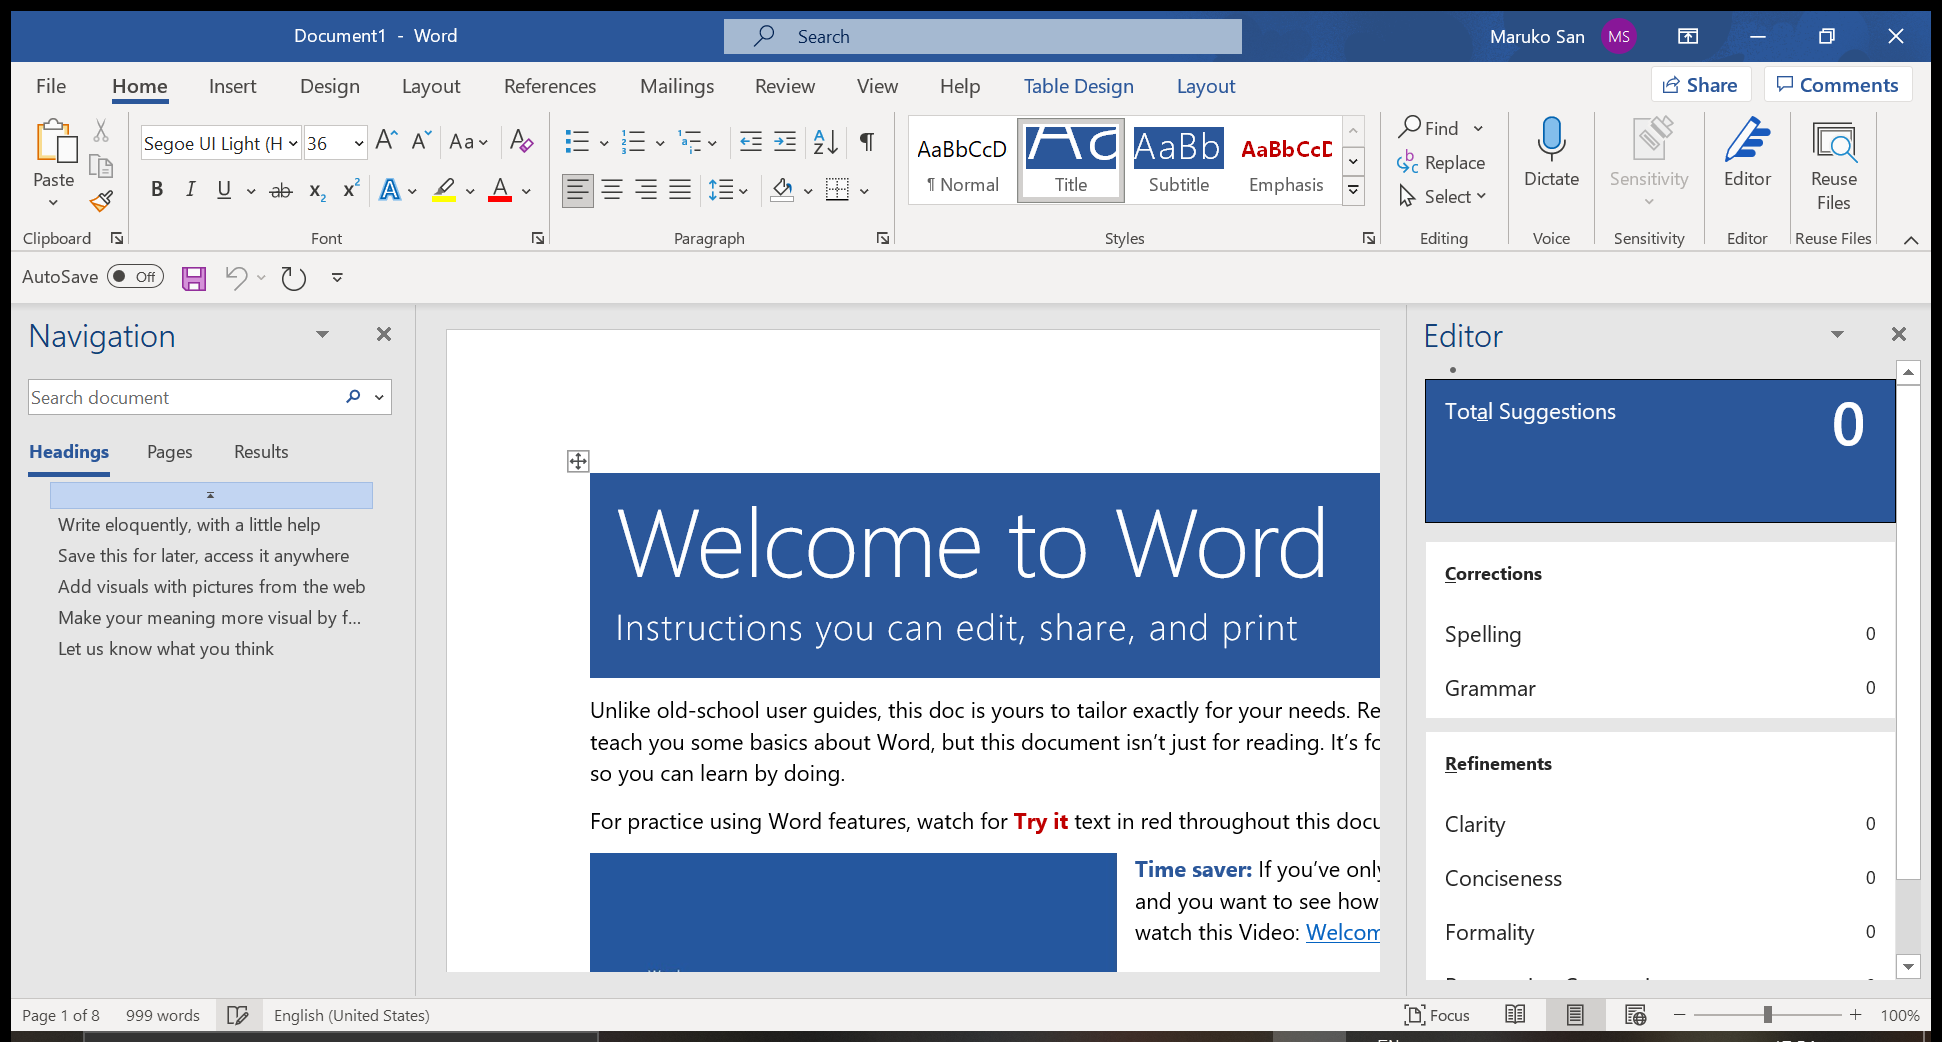 Document1 - Word
Search
Maruko San
MS
File Home Insert Design Layout References Mailings Review View Help Table Design Layout
Share
Comments
Paste
Clipboard
Segoe UI Light (H
36
Aa
B I U ab x₂ x²
A
Font
Paragraph
AaBbCcD
¶ Normal
Title
AaBb
Subtitle
AaBbCcD
Emphasis
Styles
Find
Replace
Select
Editing
Dictate
Voice
Sensitivity
Sensitivity
Editor
Editor
Reuse
Files
Reuse Files
AutoSave Off
Navigation
Search document
Headings Pages Results
Write eloquently, with a little help
Save this for later, access it anywhere
Add visuals with pictures from the web
Make your meaning more visual by f...
Let us know what you think
Welcome to Word
Instructions you can edit, share, and print
Unlike old-school user guides, this doc is yours to tailor exactly for your needs. Re
teach you some basics about Word, but this document isn’t just for reading. It’s fo
so you can learn by doing.
For practice using Word features, watch for Try it text in red throughout this docu
Time saver: If you’ve only
and you want to see how
watch this Video: Welcom
Editor
Total Suggestions
0
Corrections
Spelling 0
Grammar 0
Refinements
Clarity 0
Conciseness 0
Formality 0
Page 1 of 8 999 words English (United States)
Focus
100%